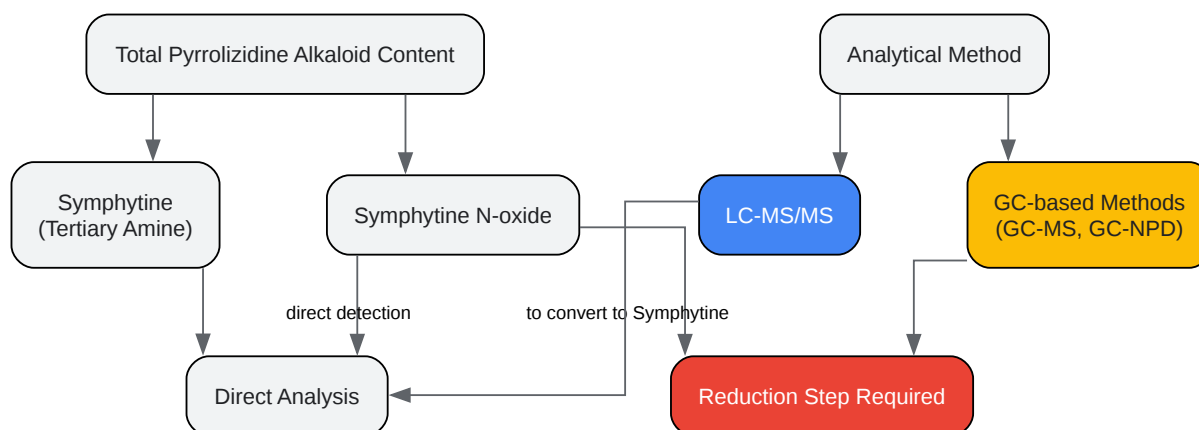 Total Pyrrolizidine Alkaloid Content
Analytical Method
Symphytine
(Tertiary Amine)
Symphytine N-oxide
LC-MS/MS
GC-based Methods
(GC-MS, GC-NPD)
direct detection
to convert to Symphytine
Direct Analysis
Reduction Step Required